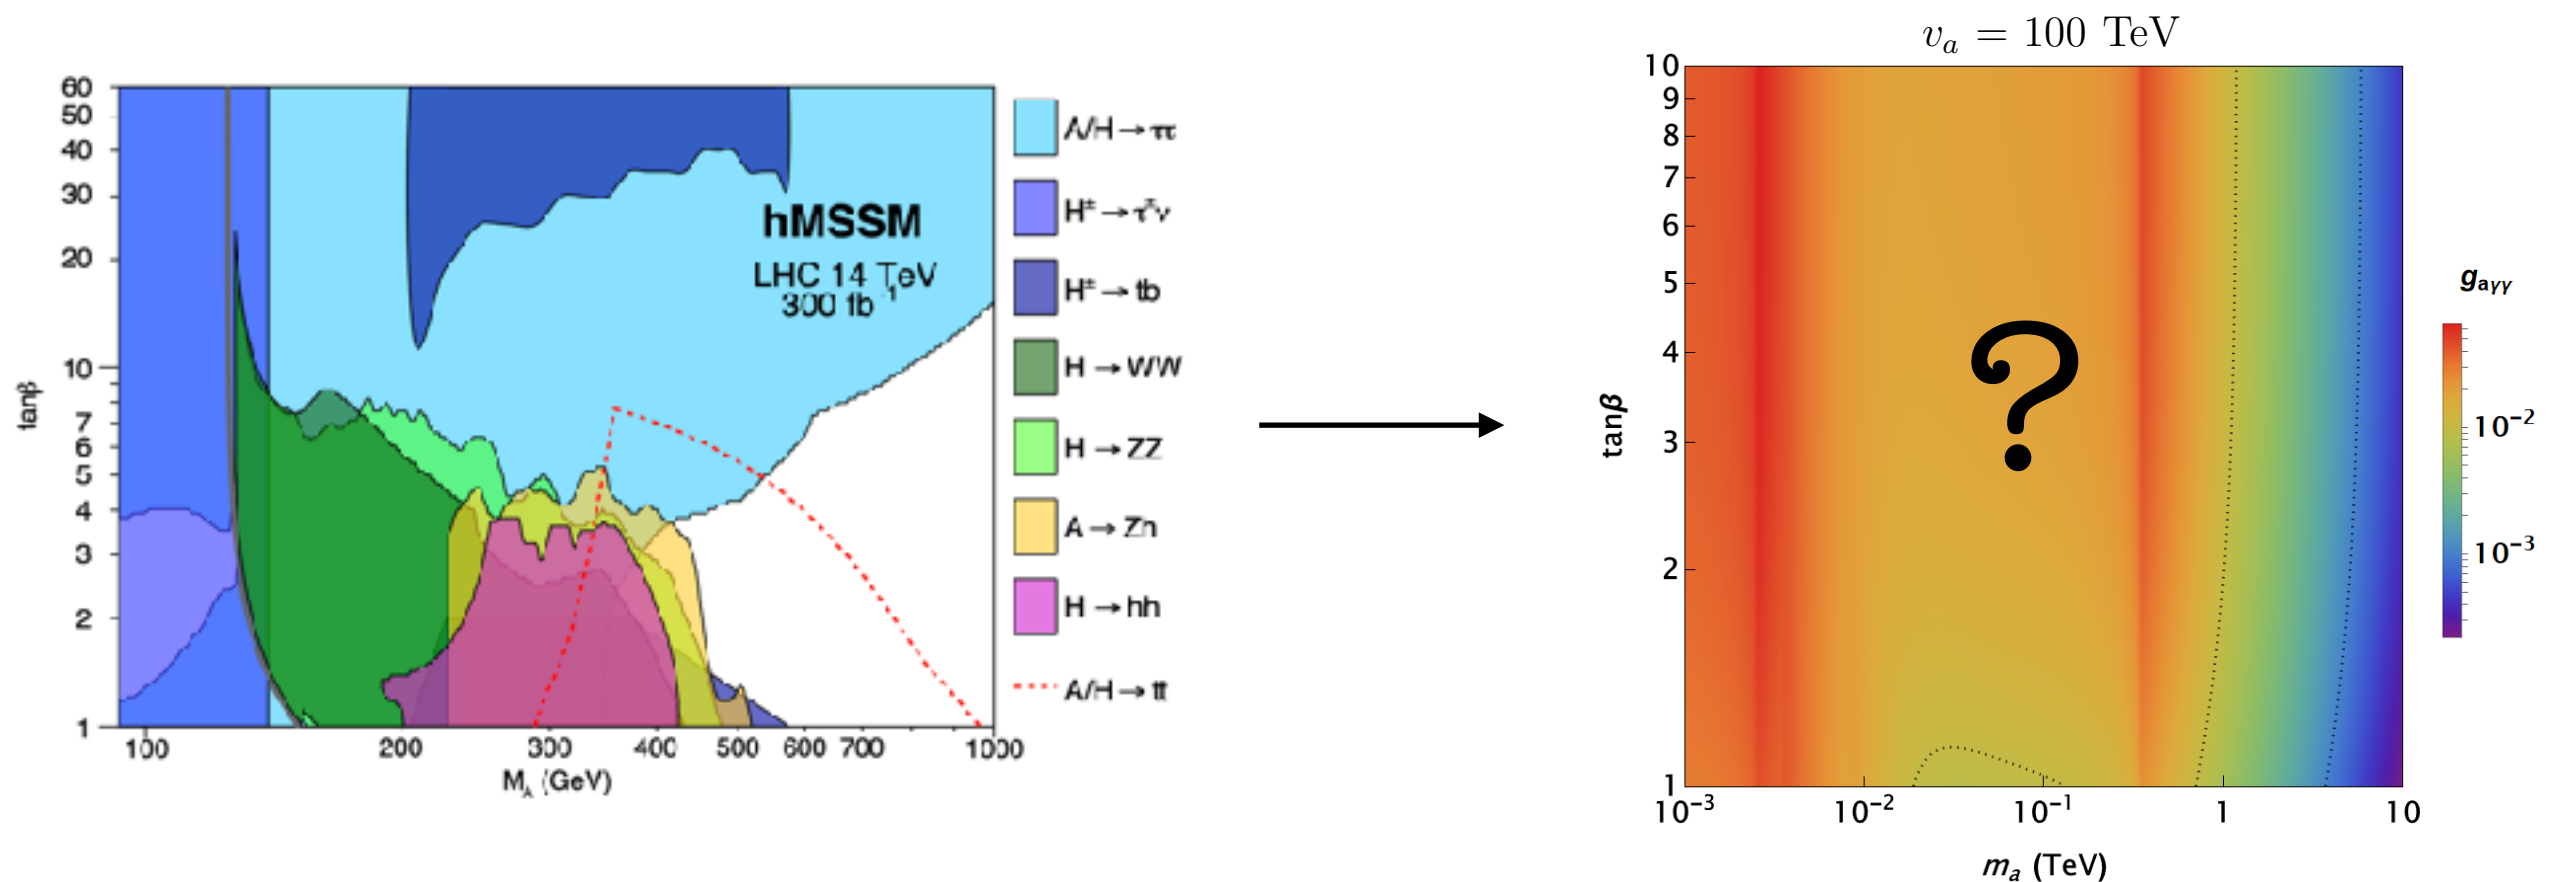 60
50
40
30
20
10
7
6
5
4
3
2
1
tanβ
100 200 300 400 500 600 700 1000
M_A (GeV)
hMSSM
LHC 14 TeV
300 fb⁻¹
A/H → ττ
H± → τ±ν
H± → tb
H → WW
H → ZZ
A → Zh
H → hh
A/H → tt
v_a = 100 TeV
10
9
8
7
6
5
4
3
2
1
tanβ
?
10⁻³ 10⁻² 10⁻¹ 1 10
m_a (TeV)
g_aγγ
10⁻²
10⁻³